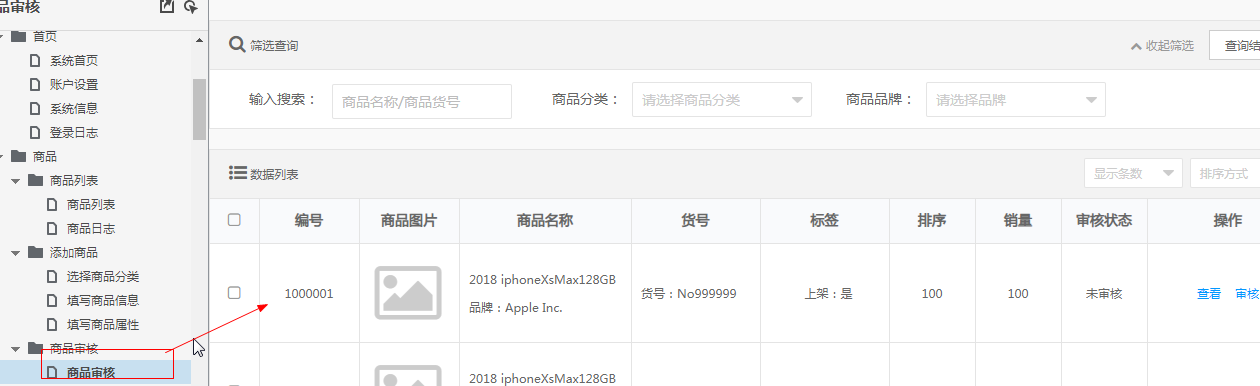 品审核
首页
系统首页
账户设置
系统信息
登录日志
商品
商品列表
商品列表
商品日志
添加商品
选择商品分类
填写商品信息
填写商品属性
商品审核
商品审核
筛选查询 收起筛选 查询结
输入搜索： 商品名称/商品货号 商品分类： 请选择商品分类 商品品牌： 请选择品牌
数据列表 显示条数 排序方式
编号 商品图片 商品名称 货号 标签 排序 销量 审核状态 操作
1000001 2018 iphoneXsMax128GB 货号：No999999 上架：是 100 100 未审核 查看 审核
品牌：Apple Inc.
2018 iphoneXsMax128GB